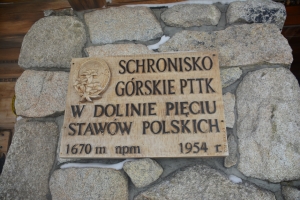 SCHRONISKO
GÓRSKIE PTTK
W DOLINIE PIĘCIU
STAWÓW POLSKICH
1670 m npm 1954 r.